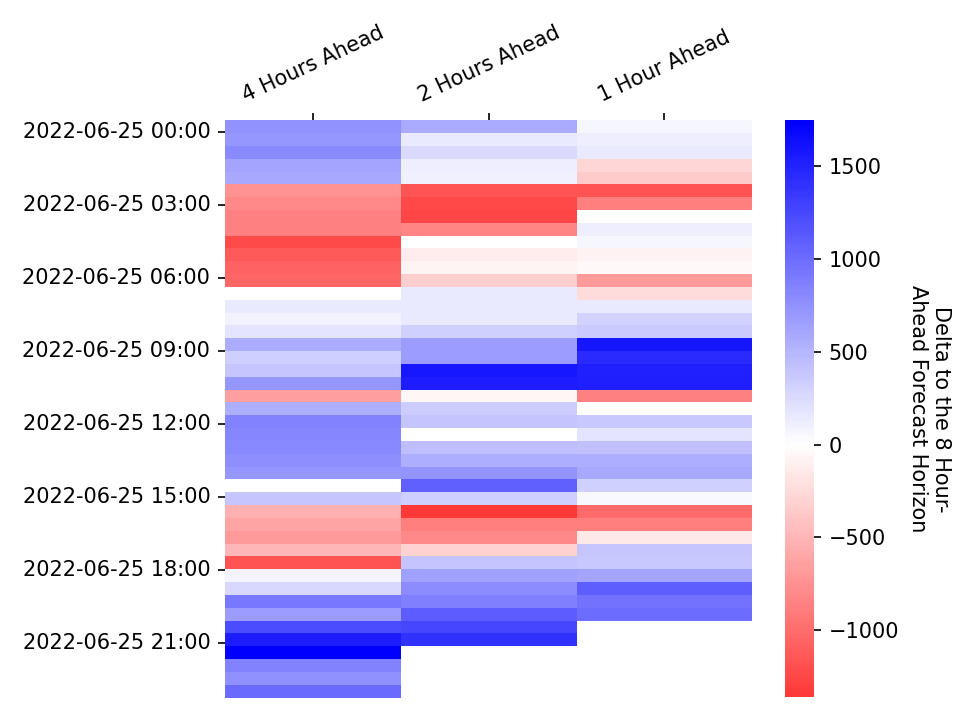 4 Hours Ahead
2 Hours Ahead
1 Hour Ahead
2022-06-25 00:00
2022-06-25 03:00
2022-06-25 06:00
2022-06-25 09:00
2022-06-25 12:00
2022-06-25 15:00
2022-06-25 18:00
2022-06-25 21:00
1500
1000
500
0
−500
−1000
Delta to the 8 Hour-
Ahead Forecast Horizon